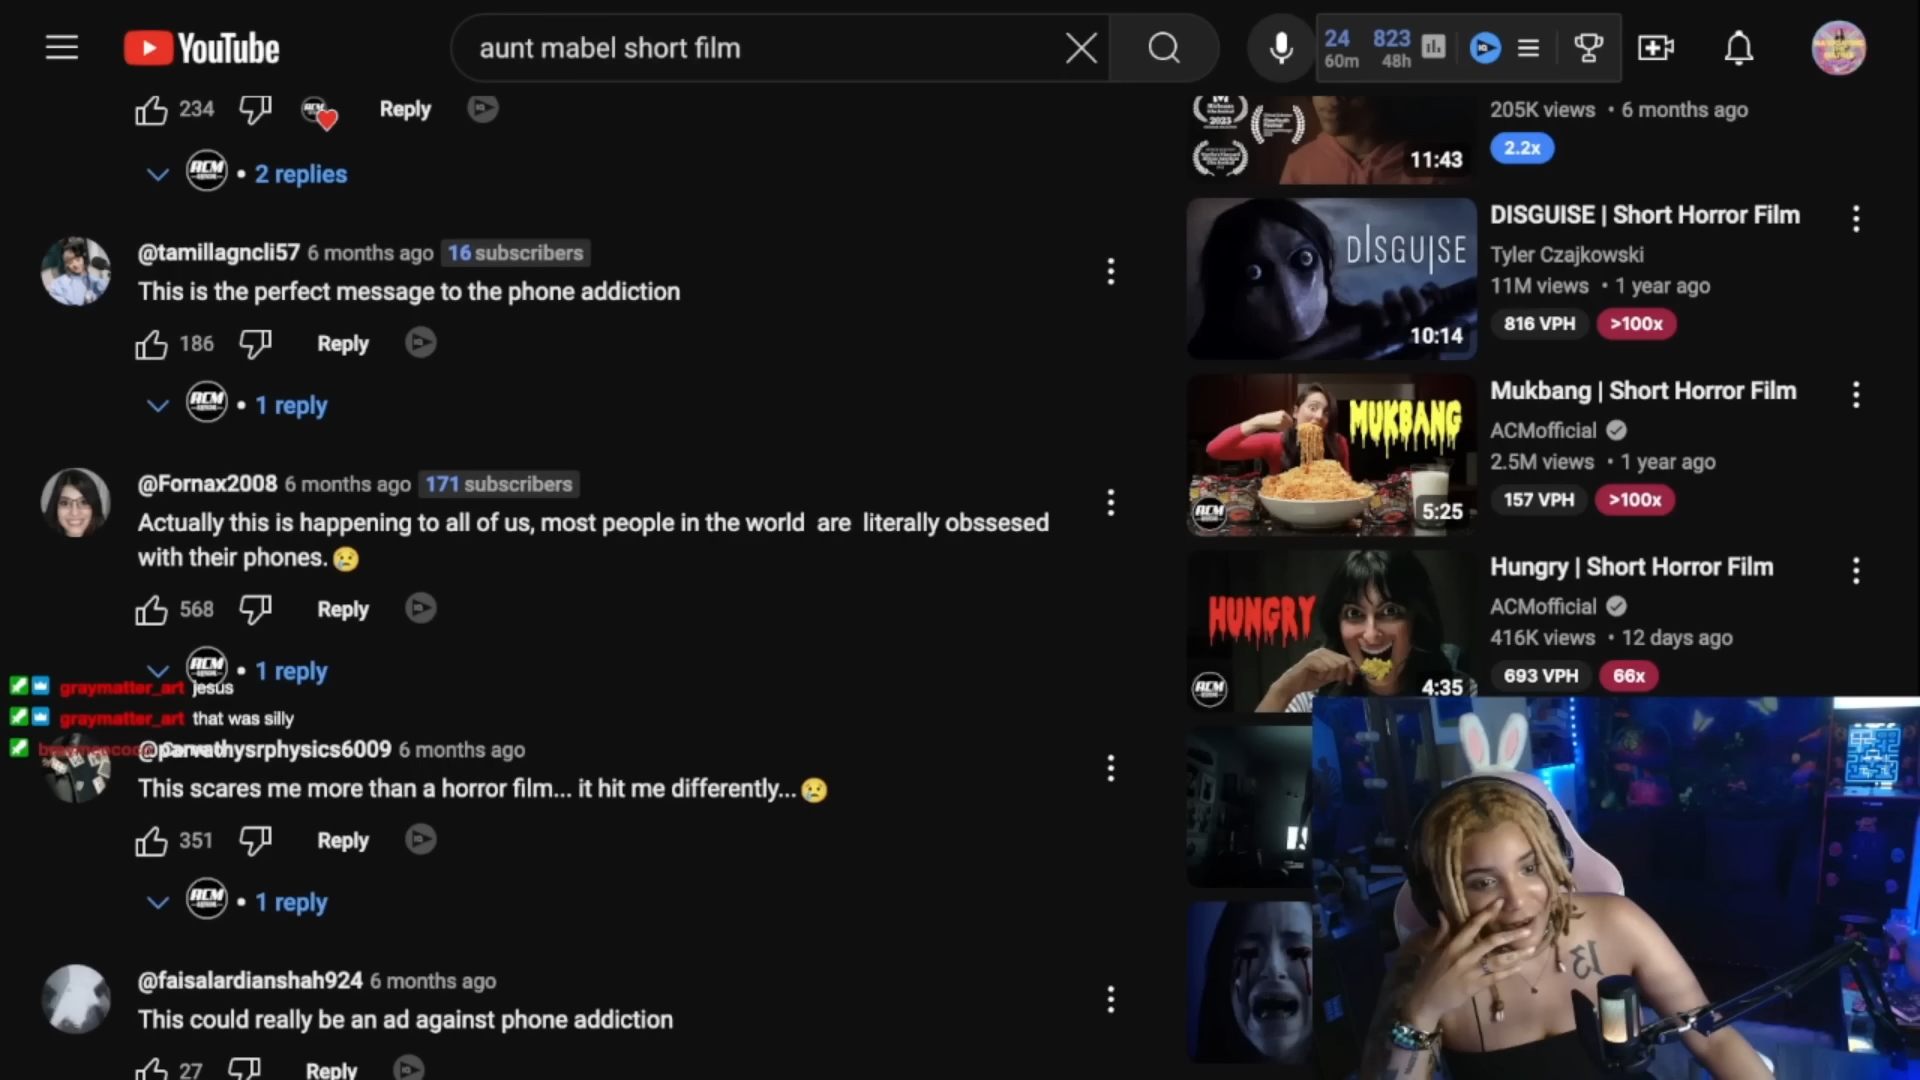 YouTube
aunt mabel short film
24
60m
823
48h
234
Reply
2 replies
@tamillagncli57 6 months ago 16 subscribers
This is the perfect message to the phone addiction
186
Reply
1 reply
@Fornax2008 6 months ago 171 subscribers
Actually this is happening to all of us, most people in the world are literally obssesed
with their phones. 😢
568
Reply
1 reply
graymatter_art jesus
graymatter_art that was silly
@parvathysrphysics6009 6 months ago
This scares me more than a horror film... it hit me differently... 😢
351
Reply
1 reply
@faisalardianshah924 6 months ago
This could really be an ad against phone addiction
27
Reply
2023
11:43
205K views • 6 months ago
2.2x
DISGUISE
10:14
DISGUISE | Short Horror Film
Tyler Czajkowski
11M views • 1 year ago
816 VPH >100x
MUKBANG
ACM
5:25
Mukbang | Short Horror Film
ACMofficial
2.5M views • 1 year ago
157 VPH >100x
HUNGRY
ACM
4:35
Hungry | Short Horror Film
ACMofficial
416K views • 12 days ago
693 VPH 66x
13